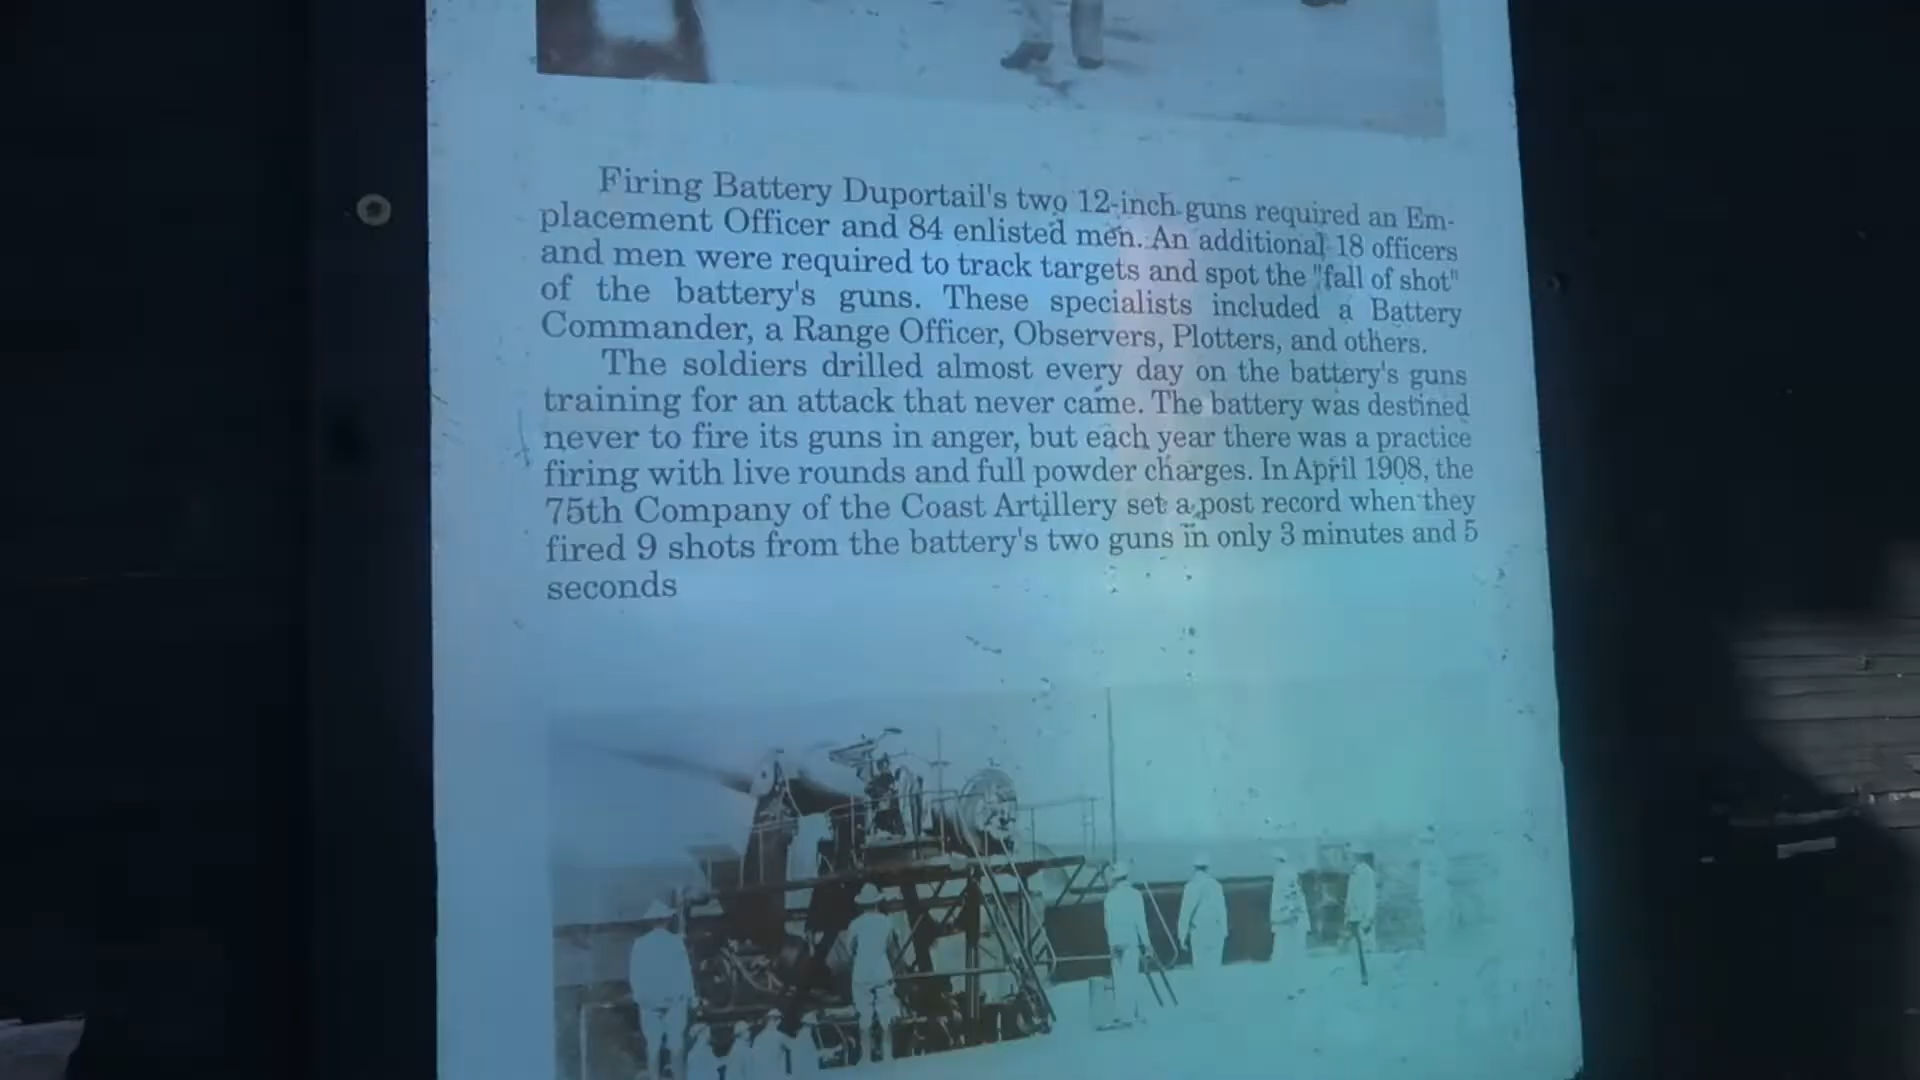 Firing Battery Duportail's two 12-inch guns required an Em-
placement Officer and 84 enlisted men. An additional 18 officers
and men were required to track targets and spot the "fall of shot"
of the battery's guns. These specialists included a Battery
Commander, a Range Officer, Observers, Plotters, and others.
The soldiers drilled almost every day on the battery's guns
training for an attack that never came. The battery was destined
never to fire its guns in anger, but each year there was a practice
firing with live rounds and full powder charges. In April 1908, the
75th Company of the Coast Artillery set a post record when they
fired 9 shots from the battery's two guns in only 3 minutes and 5
seconds